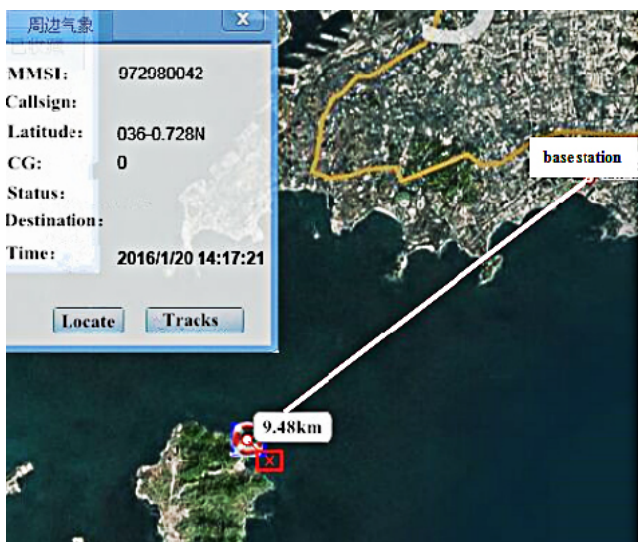 周边气象
X
MMSI: 972980042
Callsign:
Latitude: 036-0.728N
CG: 0
Status:
Destination:
Time: 2016/1/20 14:17:21
Locate Tracks
base station
9.48km
X